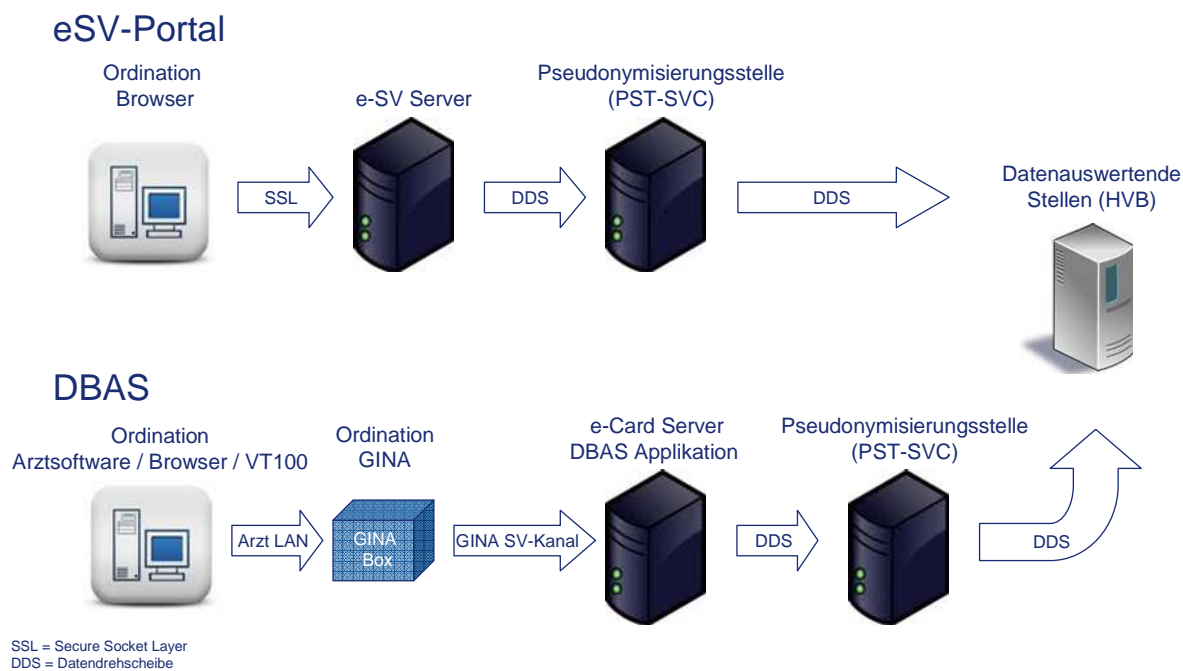 eSV-Portal
Ordination
Browser
e-SV Server
Pseudonymisierungsstelle
(PST-SVC)
SSL
DDS
DDS
Datenauswertende
Stellen (HVB)
DBAS
Ordination
Arztsoftware / Browser / VT100
Ordination
GINA
e-Card Server
DBAS Applikation
Pseudonymisierungsstelle
(PST-SVC)
Arzt LAN
GINA
Box
GINA SV-Kanal
DDS
DDS
SSL = Secure Socket Layer
DDS = Datendrehscheibe